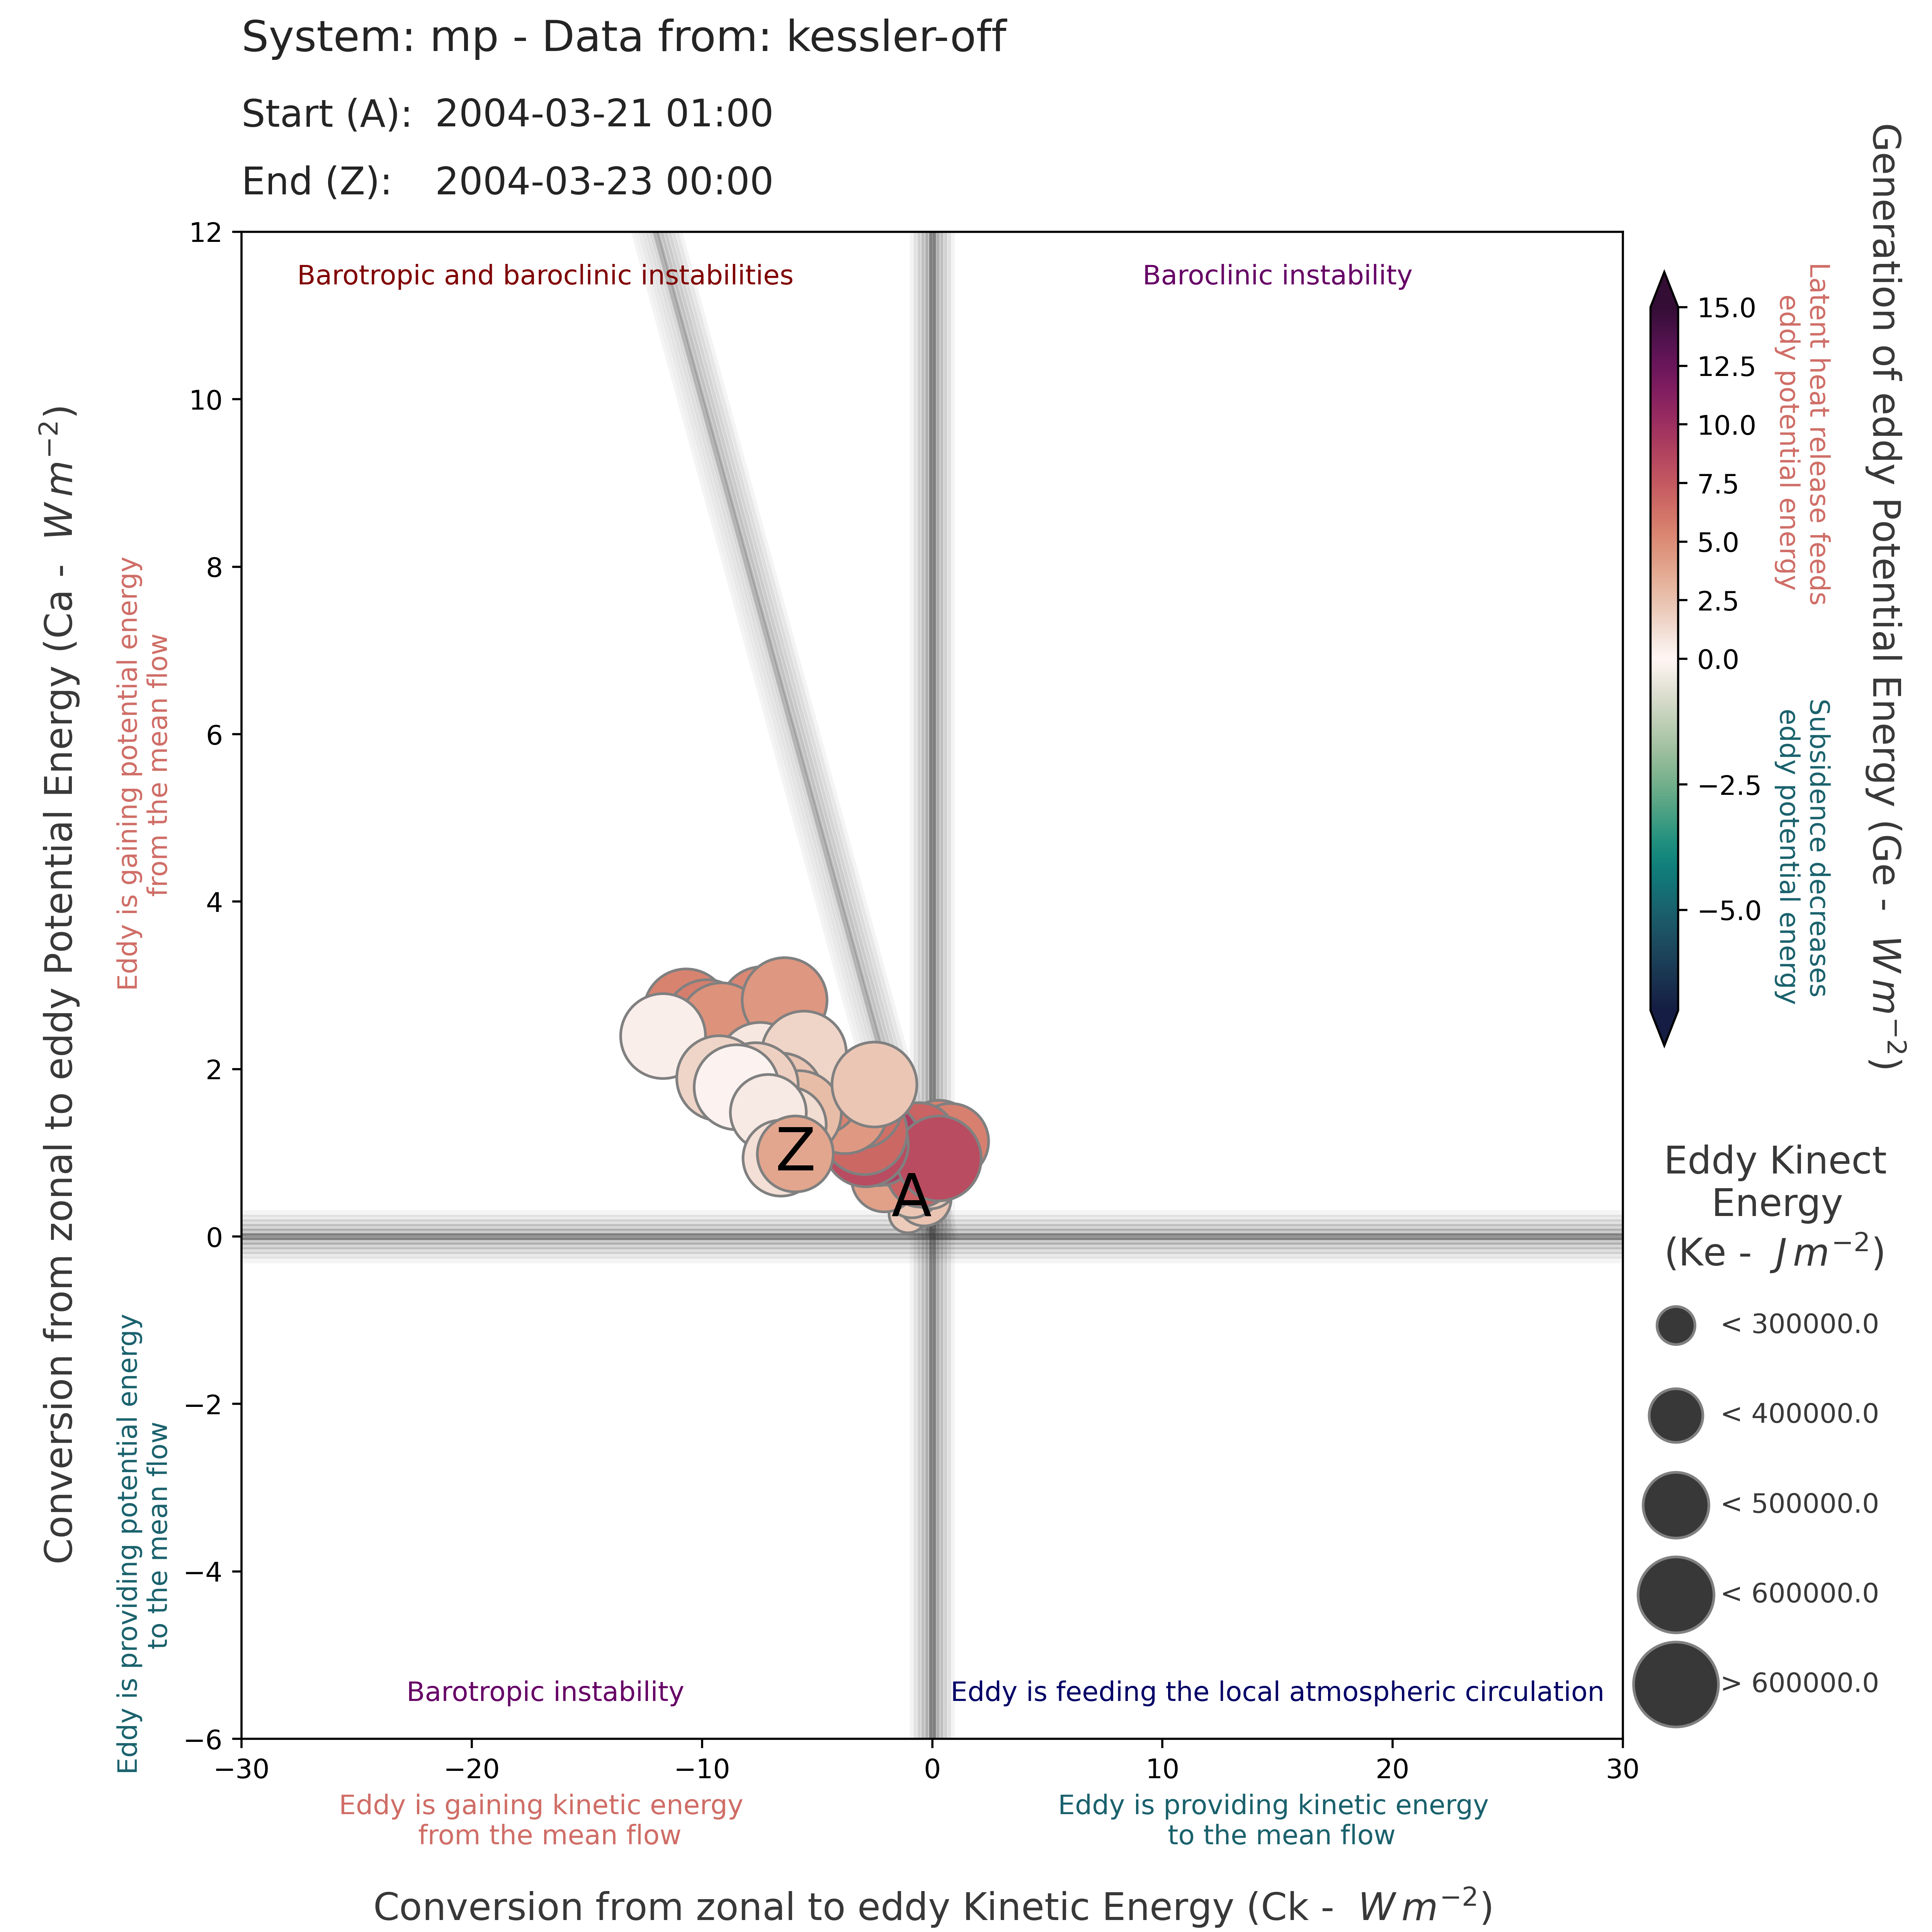 System: mp - Data from: kessler-off
Start (A): 2004-03-21 01:00
End (Z): 2004-03-23 00:00
Conversion from zonal to eddy Potential Energy (Ca - W m⁻²)
Eddy is gaining potential energy
from the mean flow
Eddy is providing potential energy
to the mean flow
12
10
8
6
4
2
0
−2
−4
−6
Barotropic and baroclinic instabilities
Baroclinic instability
Z
A
Barotropic instability
Eddy is feeding the local atmospheric circulation
−30
−20
−10
0
10
20
30
Eddy is gaining kinetic energy
from the mean flow
Eddy is providing kinetic energy
to the mean flow
Conversion from zonal to eddy Kinetic Energy (Ck - W m⁻²)
15.0
12.5
10.0
7.5
5.0
2.5
0.0
−2.5
−5.0
Latent heat release feeds
eddy potential energy
Subsidence decreases
eddy potential energy
Generation of eddy Potential Energy (Ge - W m⁻²)
Eddy Kinect
Energy
(Ke - J m⁻²)
< 300000.0
< 400000.0
< 500000.0
< 600000.0
> 600000.0